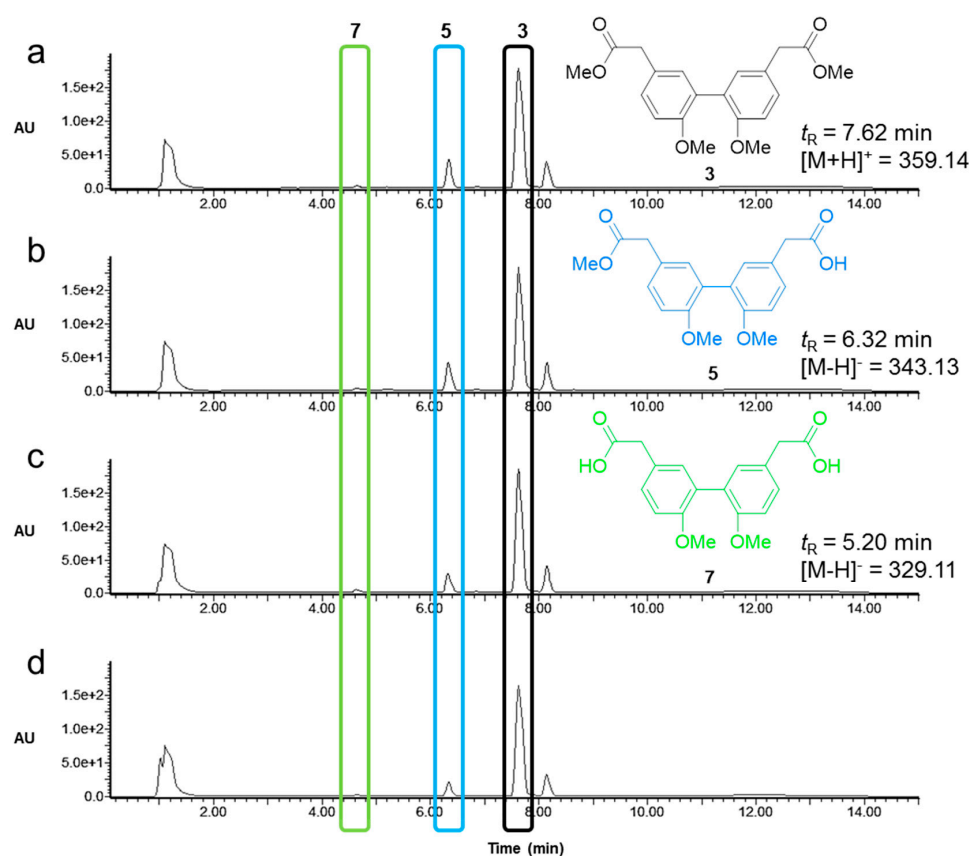 7 5 3
a
1.5e+2
1.0e+2
AU
5.0e+1
0.0
2.00 4.00 6.00 8.00 10.00 12.00 14.00
O O
MeO OMe
OMe OMe
3
tR = 7.62 min
[M+H]+ = 359.14
b
1.5e+2
1.0e+2
AU
5.0e+1
0.0
2.00 4.00 6.00 8.00 10.00 12.00 14.00
O O
MeO OH
OMe OMe
5
tR = 6.32 min
[M-H]- = 343.13
c
1.5e+2
1.0e+2
AU
5.0e+1
0.0
2.00 4.00 6.00 8.00 10.00 12.00 14.00
O O
HO OH
OMe OMe
7
tR = 5.20 min
[M-H]- = 329.11
d
1.5e+2
1.0e+2
AU
5.0e+1
0.0
2.00 4.00 6.00 8.00 10.00 12.00 14.00
Time (min)